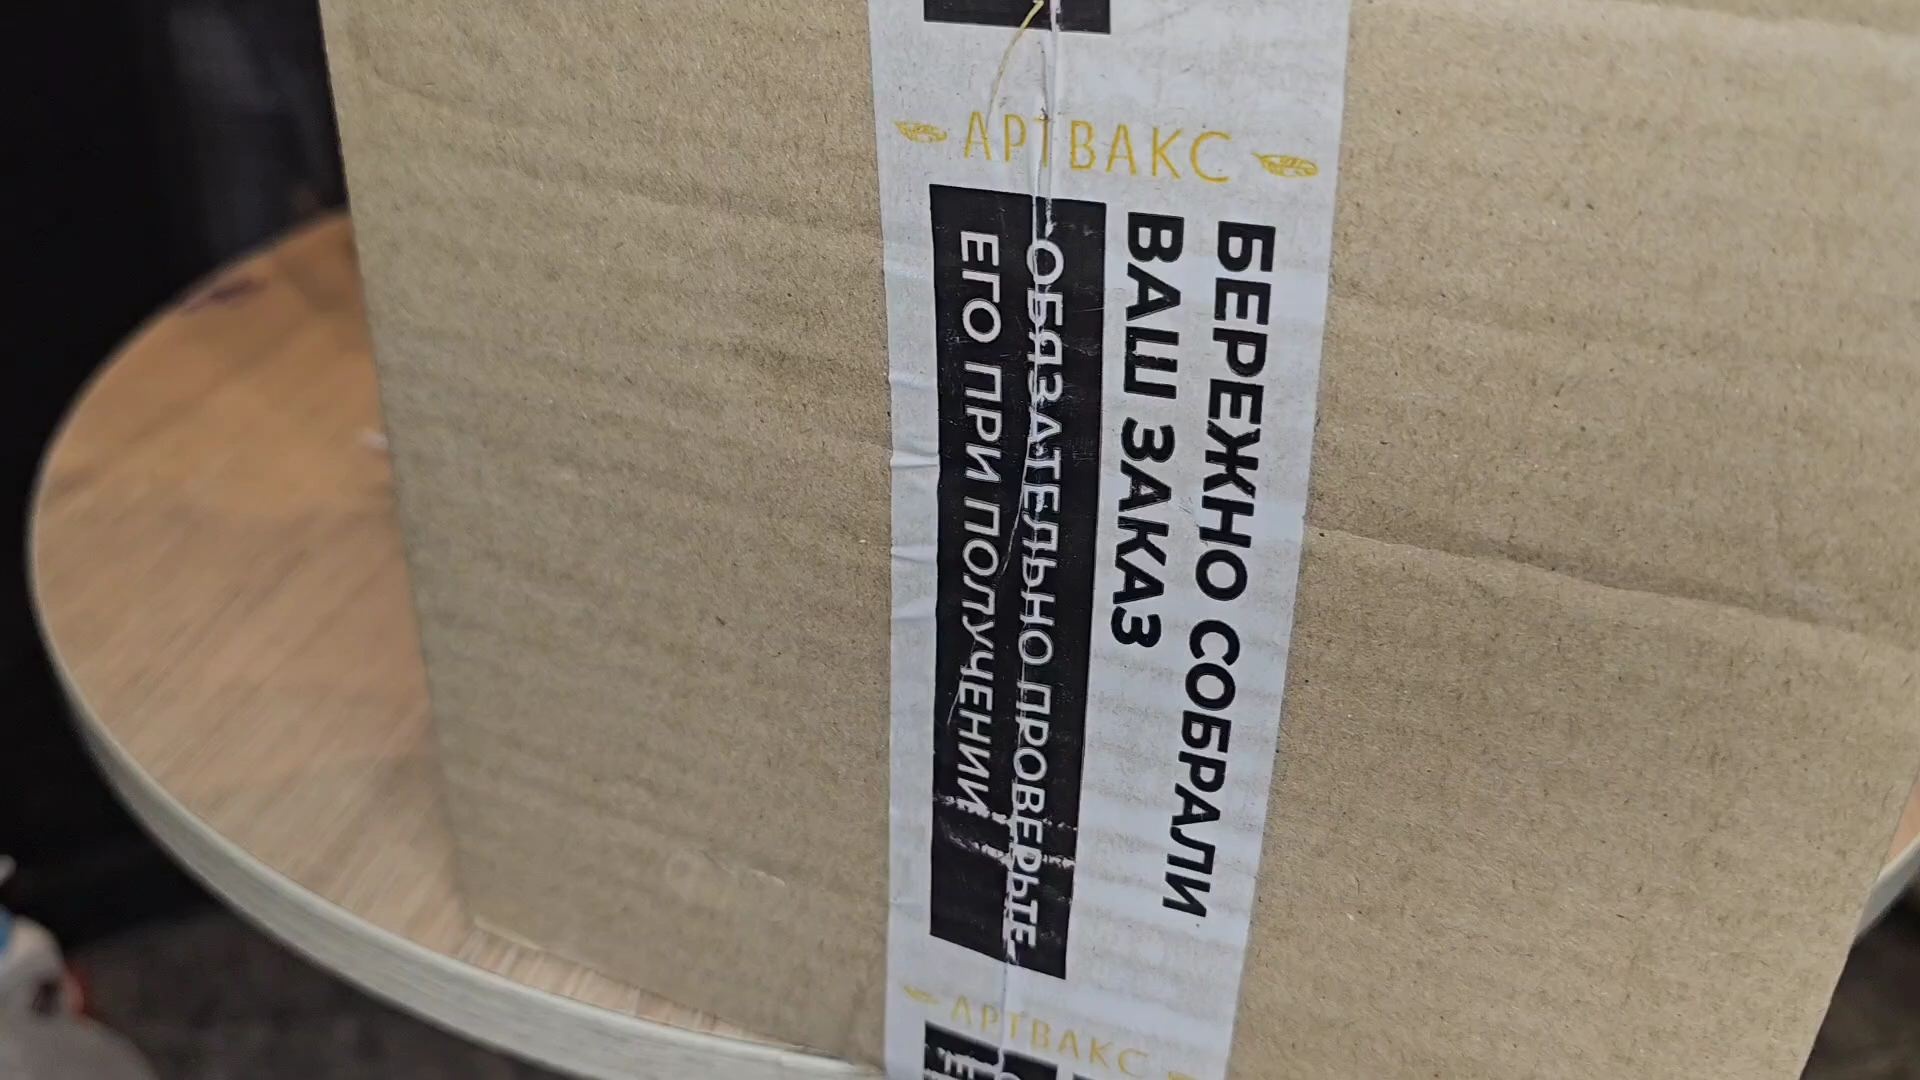 АРТВАКС
БЕРЕЖНО СОБРАЛИ
ВАШ ЗАКАЗ
ОБЯЗАТЕЛЬНО ПРОВЕРЬТЕ
ЕГО ПРИ ПОЛУЧЕНИИ
АРТВАКС